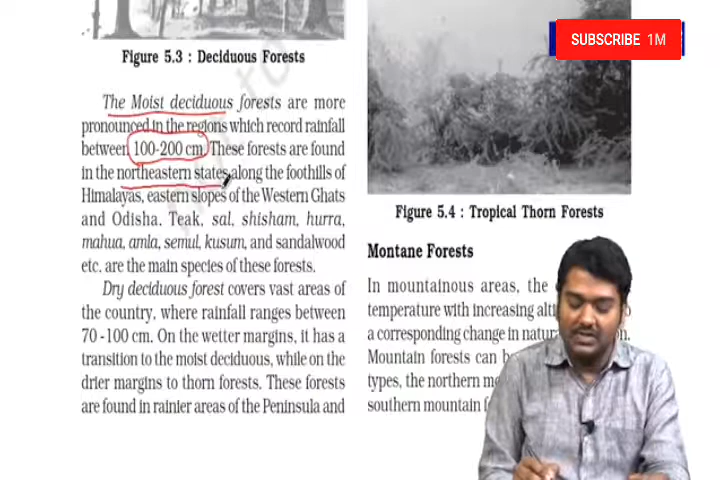 SUBSCRIBE 1M
Figure 5.3 : Deciduous Forests
The Moist deciduous forests are more
pronounced in the regions which record rainfall
between 100-200 cm. These forests are found
in the northeastern states along the foothills of
Himalayas, eastern slopes of the Western Ghats
and Odisha. Teak, sal, shisham, hurra,
mahua, amla, semul, kusum, and sandalwood
etc. are the main species of these forests.
Dry deciduous forest covers vast areas of
the country, where rainfall ranges between
70 -100 cm. On the wetter margins, it has a
transition to the moist deciduous, while on the
drier margins to thorn forests. These forests
are found in rainier areas of the Peninsula and
Figure 5.4 : Tropical Thorn Forests
Montane Forests
In mountainous areas, the
temperature with increasing
a corresponding change in
Mountain forests can
types, the northern
southern mountain